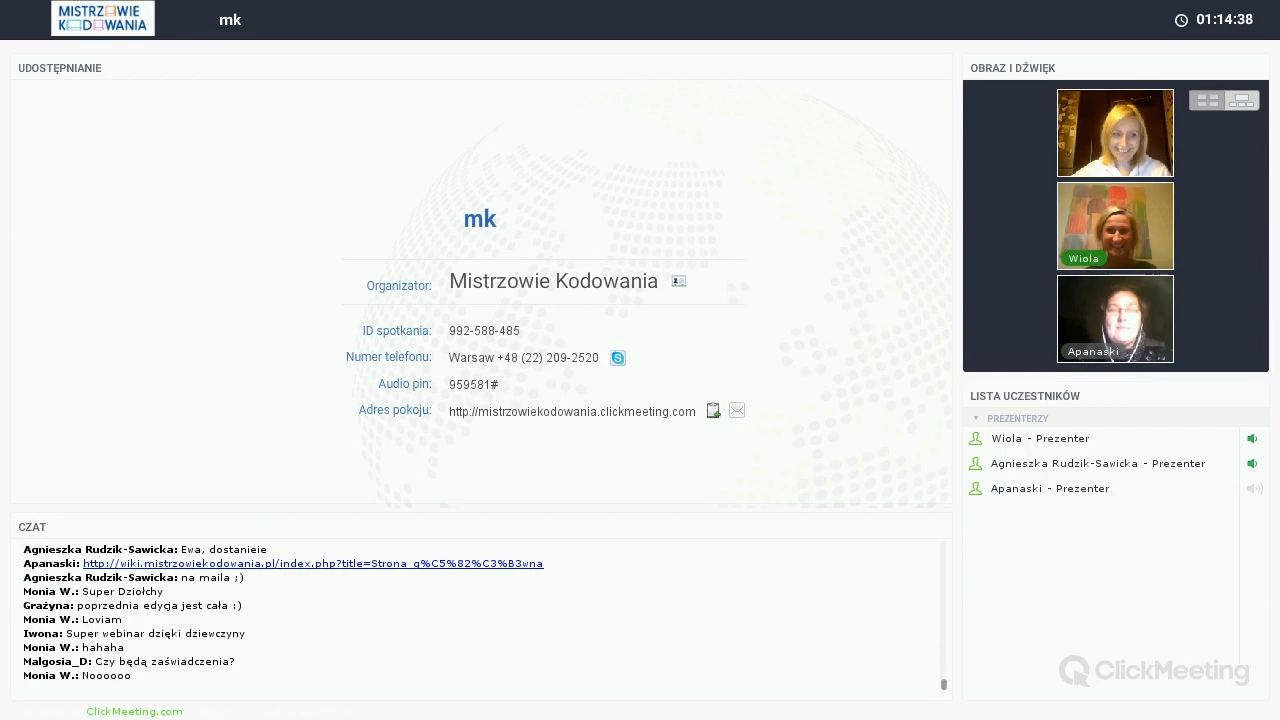 MISTRZOWIE
KODOWANIA
mk
01:14:38
UDOSTĘPNIANIE
mk
Organizator: Mistrzowie Kodowania
ID spotkania: 992-588-485
Numer telefonu: Warsaw +48 (22) 209-2520
Audio pin: 959581#
Adres pokoju: http://mistrzowiekodowania.clickmeeting.com
CZAT
Agnieszka Rudzik-Sawicka: Ewa, dostanieie
Apanaski: http://wiki.mistrzowiekodowania.pl/index.php?title=Strona_g%C5%82%C3%B3wna
Agnieszka Rudzik-Sawicka: na maila ;)
Monia W.: Super Dziołchy
Grażyna: poprzednia edycja jest cała :)
Monia W.: Loviam
Iwona: Super webinar dzięki dziewczyny
Monia W.: hahaha
Malgosia_D: Czy będą zaświadczenia?
Monia W.: Noooooo
ClickMeeting.com
OBRAZ I DŹWIĘK
Wiola
Apanaski
LISTA UCZESTNIKÓW
PREZENTERZY
Wiola - Prezenter
Agnieszka Rudzik-Sawicka - Prezenter
Apanaski - Prezenter
ClickMeeting